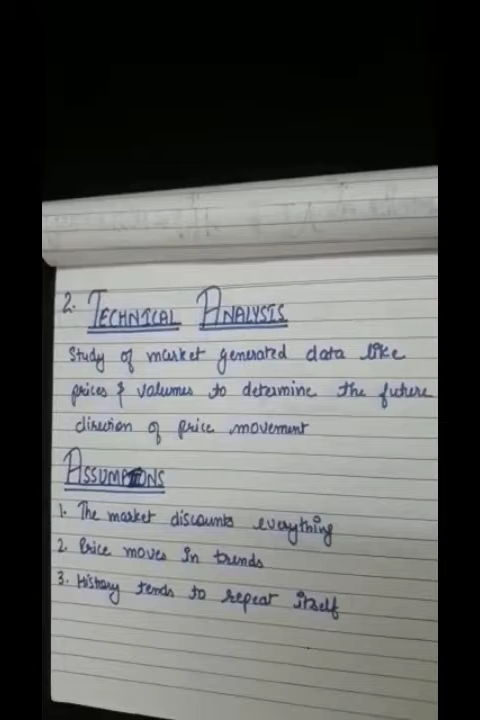 2. TECHNICAL ANALYSIS
Study of market generated data like
prices & volumes to determine the future
direction of price movement
ASSUMPTIONS
1. The market discounts everything
2. Price moves in trends
3. History tends to repeat itself